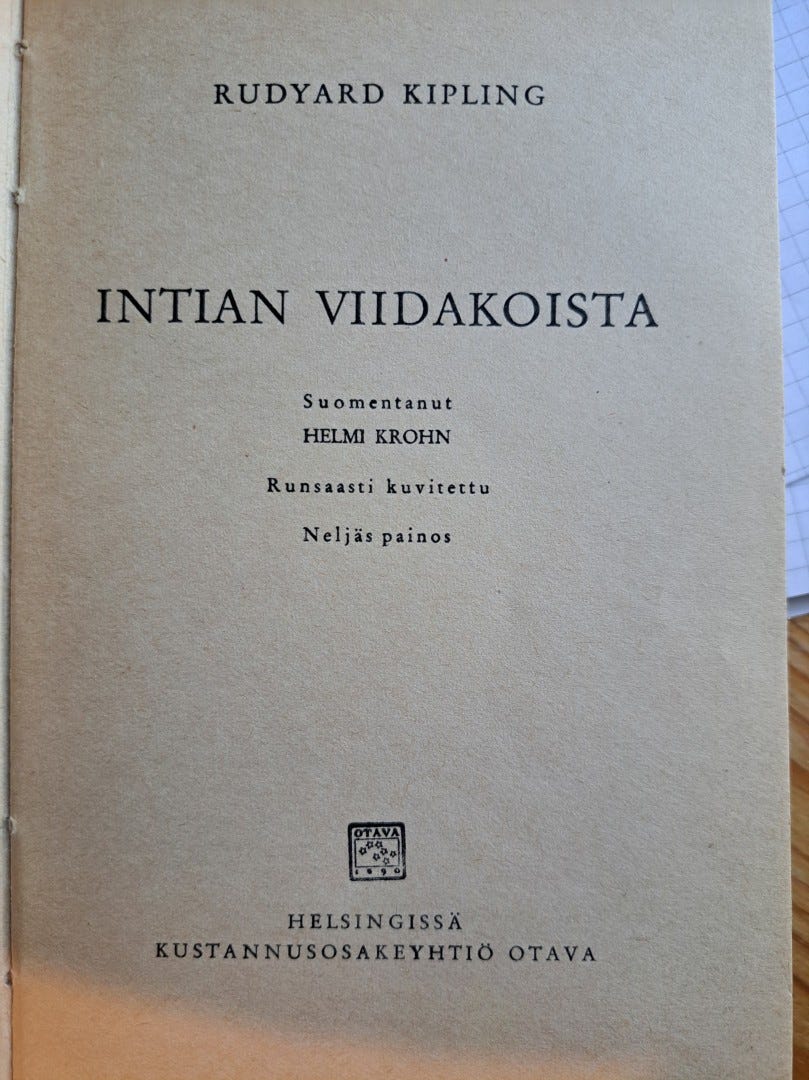 RUDYARD KIPLING
INTIAN VIIDAKOISTA
Suomentanut
HELMI KROHN
Runsaasti kuvitettu
Neljäs painos
OTAVA
1890
HELSINGISSÄ
KUSTANNUSOSAKEYHTIÖ OTAVA